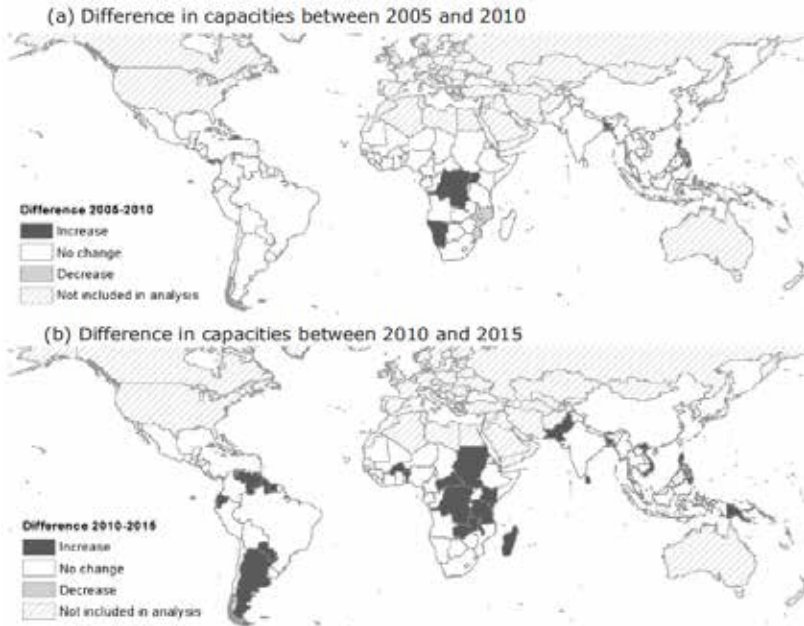 (a) Difference in capacities between 2005 and 2010
Difference 2005-2010
Increase
No change
Decrease
Not included in analysis
(b) Difference in capacities between 2010 and 2015
Difference 2010-2015
Increase
No change
Decrease
Not included in analysis